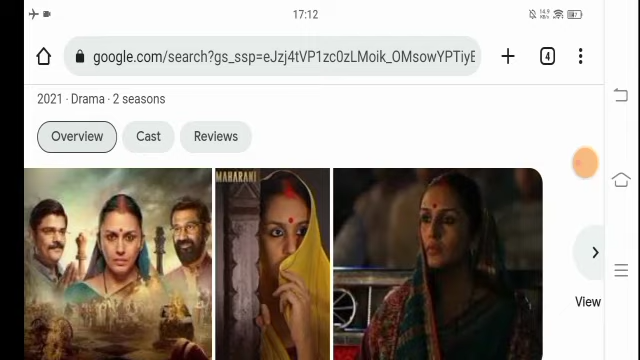 17:12
google.com/search?gs_ssp=eJzj4tVP1zc0zLMoik_OMsowYPTiyE
4
2021 · Drama · 2 seasons
Overview
Cast
Reviews
MAHARANI
View